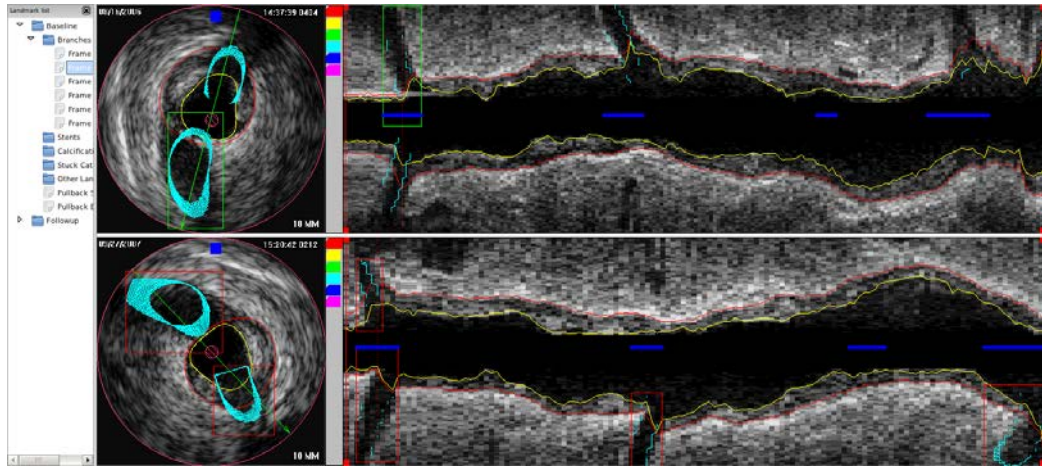 Landmark list
Baseline
Branches
Frame
Frame
Frame
Frame
Frame
Frame
Stents
Calcificati
Stuck Cat
Other Lan
Pullback S
Pullback E
Followup
14:37:39 0404
10 MM
15:20:42 0212
10 MM